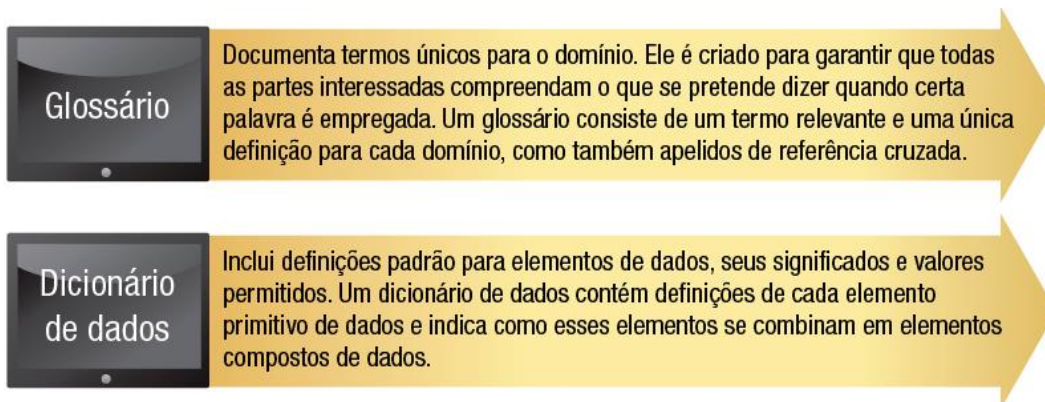 Glossário
Documenta termos únicos para o domínio. Ele é criado para garantir que todas
as partes interessadas compreendam o que se pretende dizer quando certa
palavra é empregada. Um glossário consiste de um termo relevante e uma única
definição para cada domínio, como também apelidos de referência cruzada.
Dicionário
de dados
Inclui definições padrão para elementos de dados, seus significados e valores
permitidos. Um dicionário de dados contém definições de cada elemento
primitivo de dados e indica como esses elementos se combinam em elementos
compostos de dados.